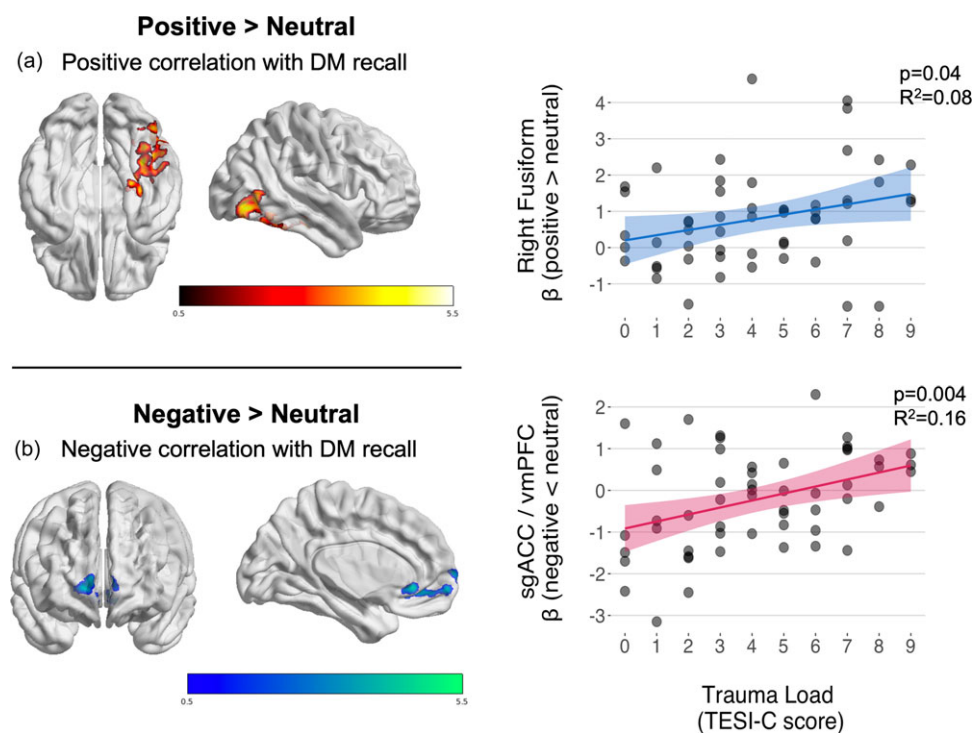 Positive > Neutral
(a) Positive correlation with DM recall
0.5 5.5
p=0.04
R²=0.08
Right Fusiform
β (positive > neutral)
4
3
2
1
0
-1
0 1 2 3 4 5 6 7 8 9
Negative > Neutral
(b) Negative correlation with DM recall
0.5 5.5
p=0.004
R²=0.16
sgACC / vmPFC
β (negative < neutral)
2
1
0
-1
-2
-3
0 1 2 3 4 5 6 7 8 9
Trauma Load
(TESI-C score)